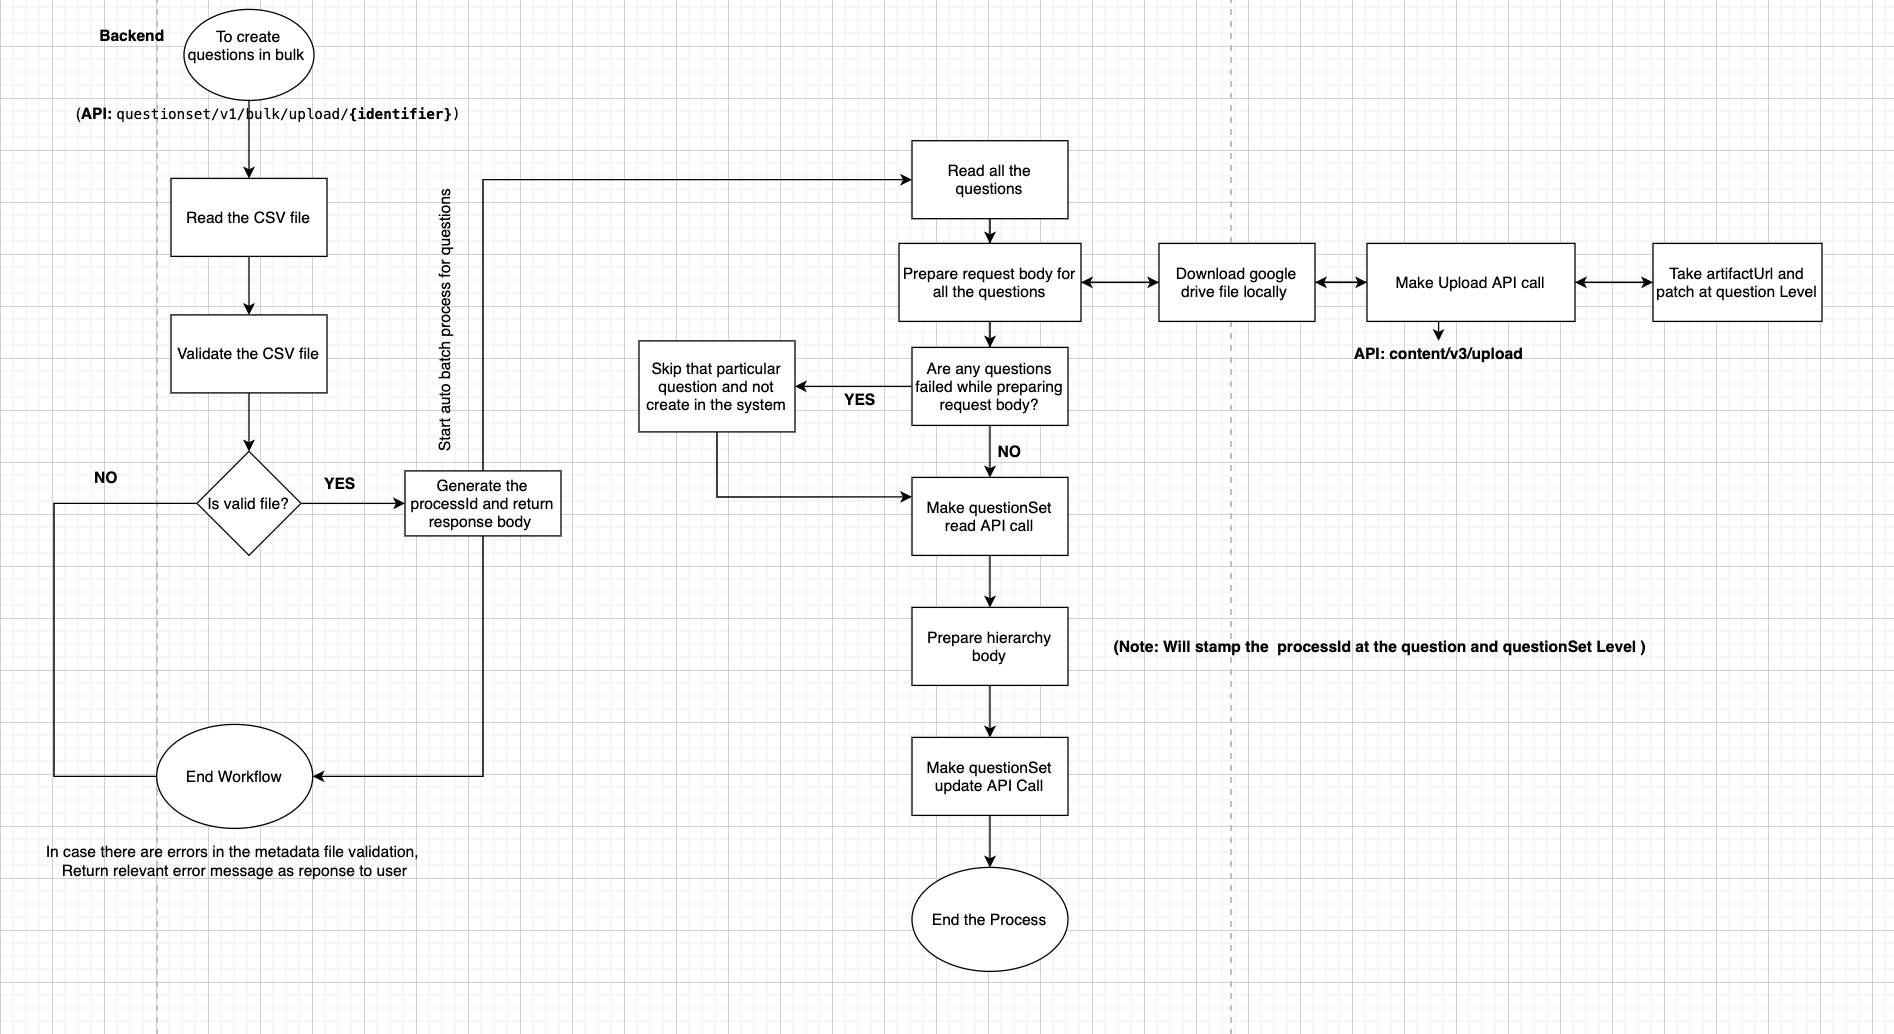 Backend
To create
questions in bulk
(API: questionset/v1/bulk/upload/{identifier})
Read the CSV file
Validate the CSV file
NO
Is valid file?
YES
Generate the
processId and return
response body
Start auto batch process for questions
End Workflow
In case there are errors in the metadata file validation,
Return relevant error message as reponse to user
Read all the
questions
Prepare request body for
all the questions
Download google
drive file locally
Make Upload API call
API: content/v3/upload
Take artifactUrl and
patch at question Level
Are any questions
failed while preparing
request body?
YES
Skip that particular
question and not
create in the system
NO
Make questionSet
read API call
Prepare hierarchy
body
(Note: Will stamp the  processId at the question and questionSet Level )
Make questionSet
update API Call
End the Process